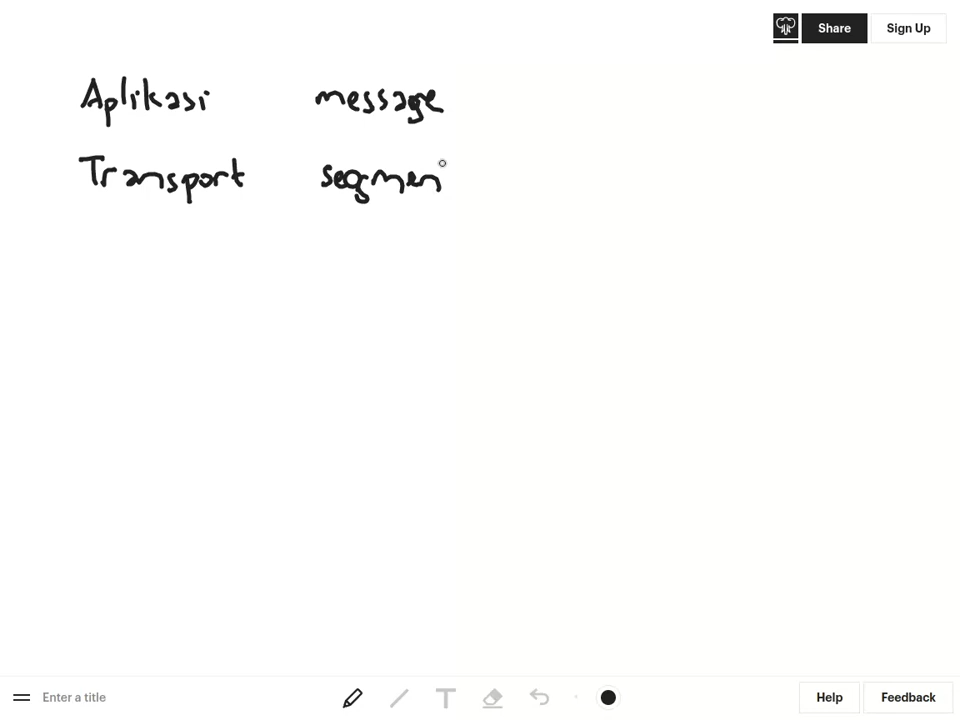 Share Sign Up
Aplikasi message
Transport segmen
Enter a title
Help Feedback